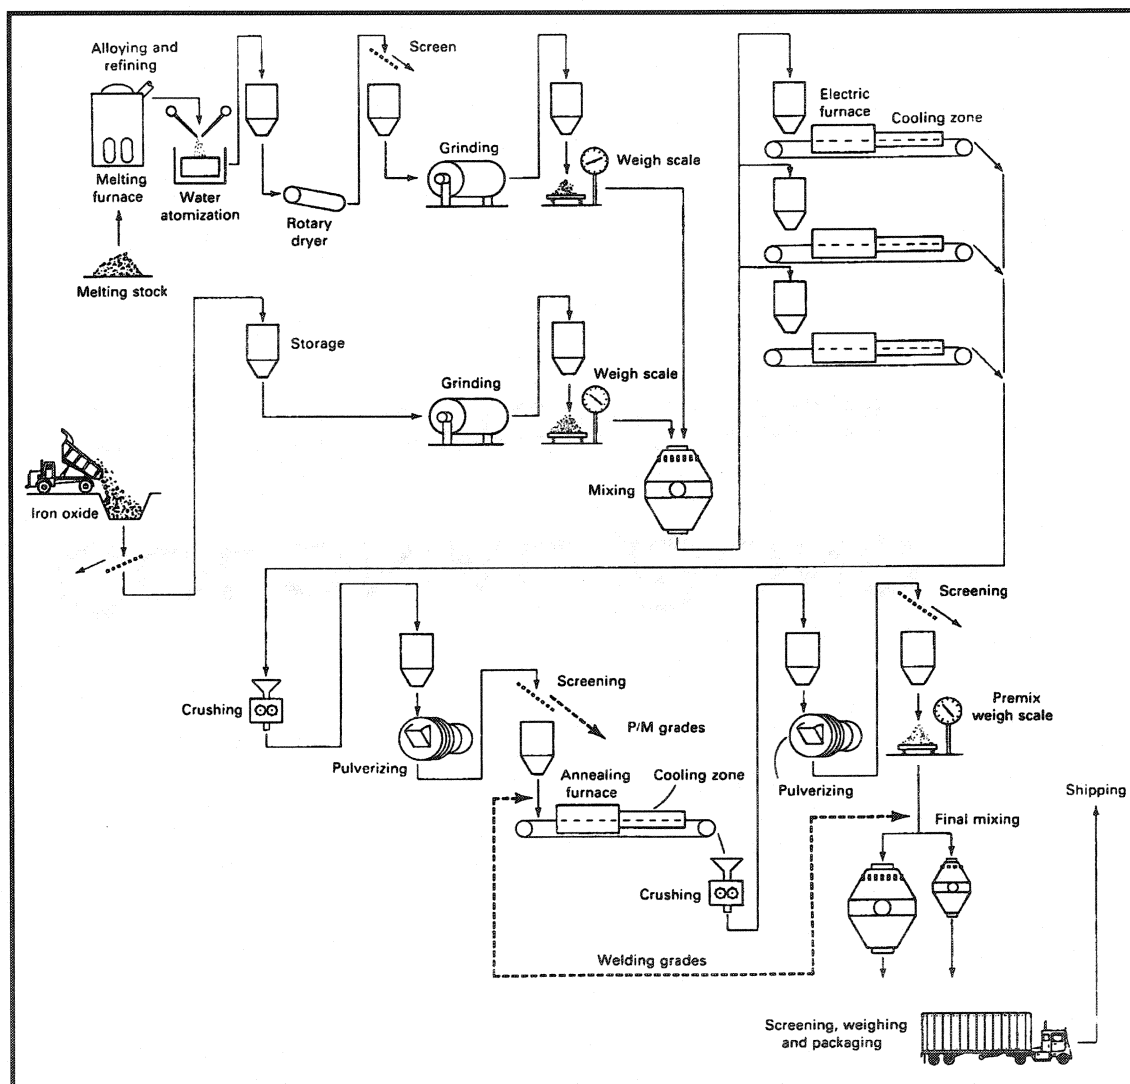 Alloying and
refining
Screen
Electric
furnace
Cooling zone
Grinding
Weigh scale
Melting
furnace
Water
atomization
Rotary
dryer
Melting stock
Storage
Grinding
Weigh scale
Mixing
Iron oxide
Screening
Crushing
Screening
Premix
weigh scale
P/M grades
Pulverizing
Annealing
furnace
Cooling zone
Pulverizing
Shipping
Final mixing
Crushing
Welding grades
Screening, weighing
and packaging